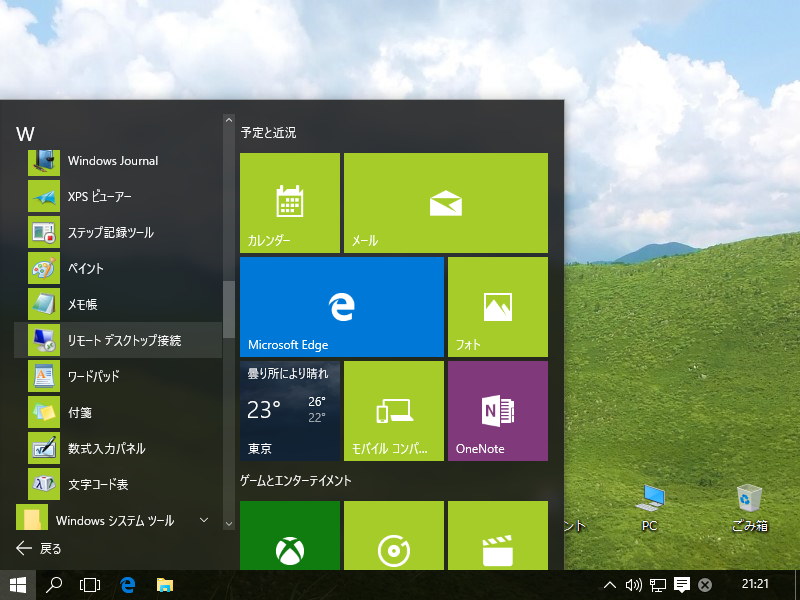 W
Windows Journal
XPS ビューアー
ステップ記録ツール
ペイント
メモ帳
リモート デスクトップ接続
ワードパッド
付箋
数式入力パネル
文字コード表
Windows システム ツール
戻る
予定と近況
カレンダー
メール
Microsoft Edge
フォト
曇り所により晴れ
23°
26°
22°
東京
モバイル コンパ...
OneNote
ゲームとエンターテイメント
ント
PC
ごみ箱
21:21